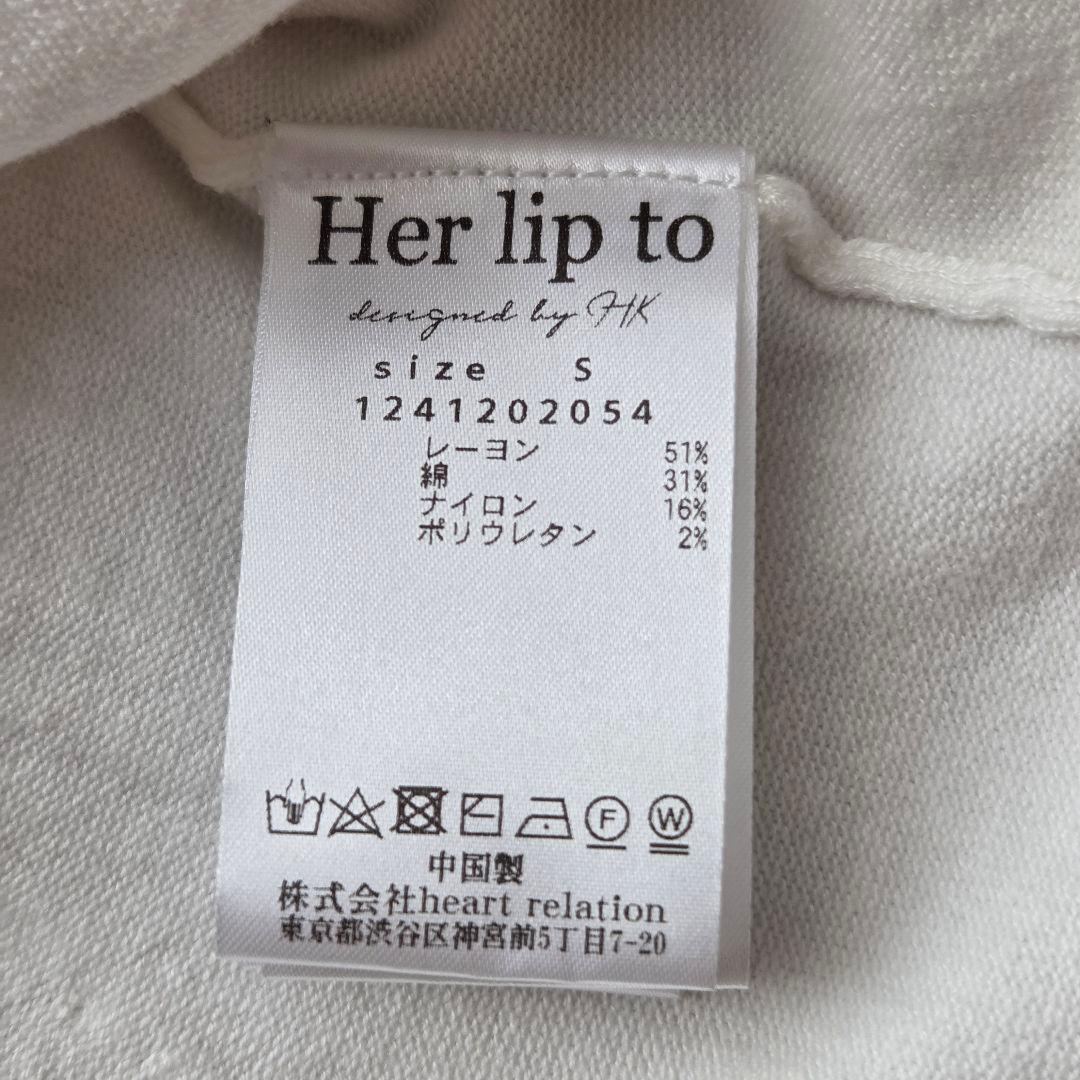 Her lip to
designed by HK
size S
1241202054
レーヨン 51%
綿 31%
ナイロン 16%
ポリウレタン 2%
F W
中国製
株式会社heart relation
東京都渋谷区神宮前5丁目7-20